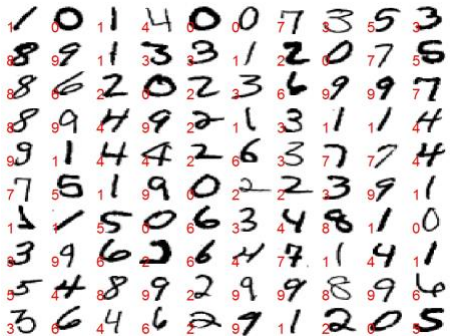 1 0 1 4 0 0 7 3 5 3
8 9 1 3 3 1 2 0 7 5
8 6 2 0 2 3 6 9 9 7
8 9 4 9 2 1 3 1 1 4
9 1 4 4 2 6 3 7 7 4
7 5 1 9 0 2 2 3 9 1
1 1 5 0 6 3 4 8 1 0
3 9 6 2 6 4 7 1 4 1
5 4 8 9 2 9 9 8 9 6
3 6 4 6 2 9 1 2 0 5